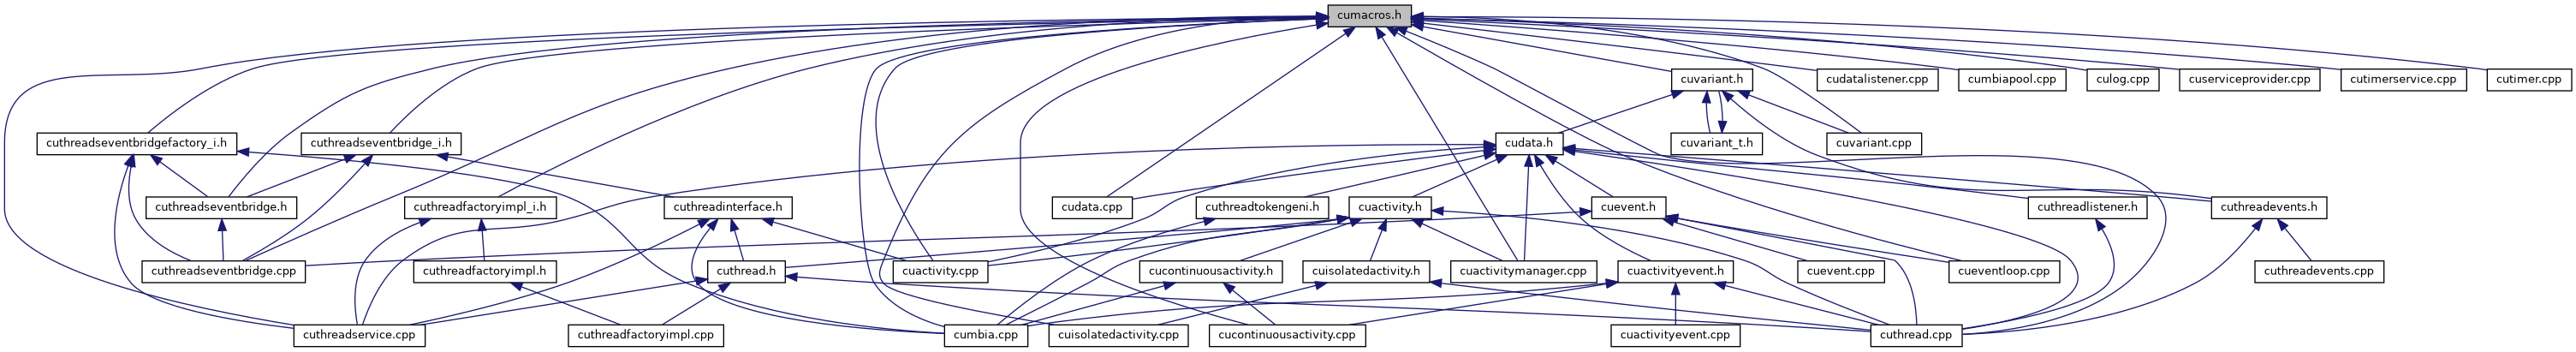 cumacros.h
cuvariant.h
cudatalistener.cpp
cumbiapool.cpp
culog.cpp
cuserviceprovider.cpp
cutimerservice.cpp
cutimer.cpp
cuthreadseventbridgefactory_i.h
cuthreadseventbridge_i.h
cudata.h
cuvariant_t.h
cuvariant.cpp
cuthreadseventbridge.h
cuthreadfactoryimpl_i.h
cuthreadinterface.h
cudata.cpp
cuthreadtokengeni.h
cuactivity.h
cuevent.h
cuthreadlistener.h
cuthreadevents.h
cuthreadseventbridge.cpp
cuthreadfactoryimpl.h
cuthread.h
cuactivity.cpp
cucontinuousactivity.h
cuisolatedactivity.h
cuactivitymanager.cpp
cuactivityevent.h
cuevent.cpp
cueventloop.cpp
cuthreadevents.cpp
cuthreadservice.cpp
cuthreadfactoryimpl.cpp
cumbia.cpp
cuisolatedactivity.cpp
cucontinuousactivity.cpp
cuactivityevent.cpp
cuthread.cpp